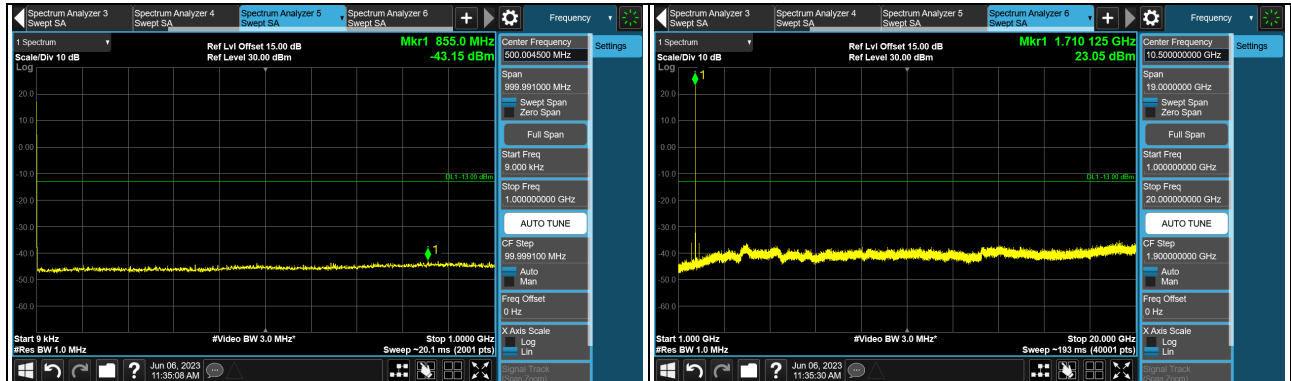 Spectrum Analyzer 3
Swept SA
Spectrum Analyzer 4
Swept SA
Spectrum Analyzer 5
Swept SA
Spectrum Analyzer 6
Swept SA
+
Frequency
1 Spectrum
Scale/Div 10 dB
Log
Ref Lvl Offset 15.00 dB
Ref Level 30.00 dBm
Mkr1 855.0 MHz
-43.15 dBm
20.0
10.0
0.00
-10.0
-20.0
-30.0
-40.0
-50.0
-60.0
DL1 -13.00 dBm
1
Start 9 kHz
#Res BW 1.0 MHz
#Video BW 3.0 MHz*
Stop 1.0000 GHz
Sweep ~20.1 ms (2001 pts)
Center Frequency
500.004500 MHz
Settings
Span
999.991000 MHz
Swept Span
Zero Span
Full Span
Start Freq
9.000 kHz
Stop Freq
1.000000000 GHz
AUTO TUNE
CF Step
99.999100 MHz
Auto
Man
Freq Offset
0 Hz
X Axis Scale
Log
Lin
Signal Track
(Span Zoom)
?
Jun 06, 2023
11:35:08 AM
Spectrum Analyzer 3
Swept SA
Spectrum Analyzer 4
Swept SA
Spectrum Analyzer 5
Swept SA
Spectrum Analyzer 6
Swept SA
+
Frequency
1 Spectrum
Scale/Div 10 dB
Log
Ref Lvl Offset 15.00 dB
Ref Level 30.00 dBm
Mkr1 1.710 125 GHz
23.05 dBm
20.0
10.0
0.00
-10.0
-20.0
-30.0
-40.0
-50.0
-60.0
DL1 -13.00 dBm
1
Start 1.000 GHz
#Res BW 1.0 MHz
#Video BW 3.0 MHz*
Stop 20.000 GHz
Sweep ~193 ms (40001 pts)
Center Frequency
10.500000000 GHz
Settings
Span
19.0000000 GHz
Swept Span
Zero Span
Full Span
Start Freq
1.000000000 GHz
Stop Freq
20.000000000 GHz
AUTO TUNE
CF Step
1.900000000 GHz
Auto
Man
Freq Offset
0 Hz
X Axis Scale
Log
Lin
Signal Track
(Span Zoom)
?
Jun 06, 2023
11:35:30 AM